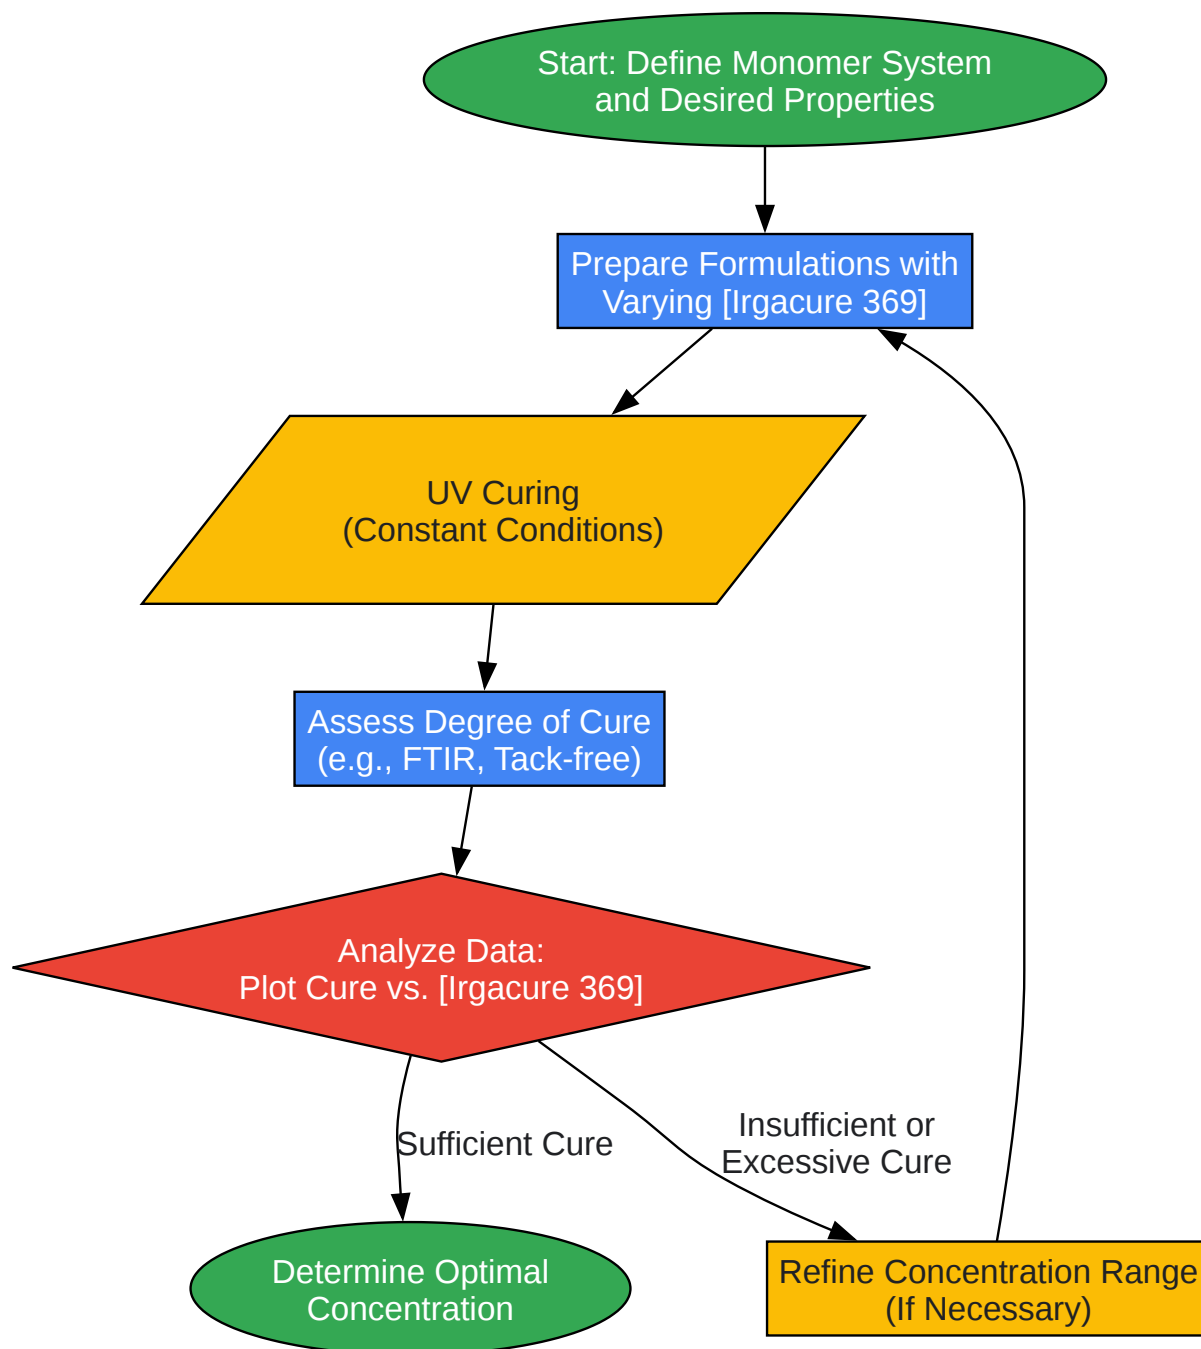 Start: Define Monomer System
and Desired Properties
Prepare Formulations with
Varying [Irgacure 369]
UV Curing
(Constant Conditions)
Assess Degree of Cure
(e.g., FTIR, Tack-free)
Analyze Data:
Plot Cure vs. [Irgacure 369]
Sufficient Cure
Insufficient or
Excessive Cure
Determine Optimal
Concentration
Refine Concentration Range
(If Necessary)